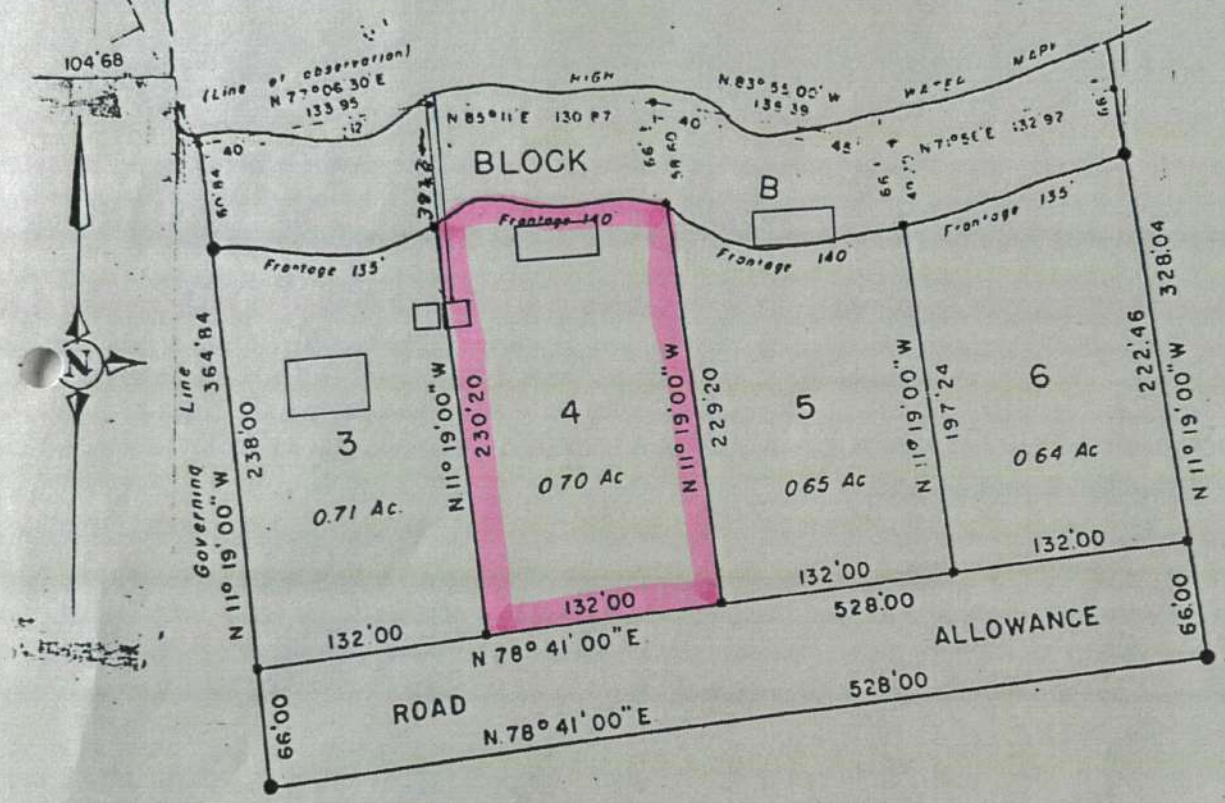 104'68
(Line of observation)
N 77°06'30"E
133.95
40
12'
HIGH
WATER
MARK
N 85°11'E 130.87
N.83°55'00"W
40
45'
132.92
66'
66'
66'
BLOCK
B
Frontage 135'
Frontage 140'
Frontage 140'
Frontage 135'
Governing Line
364'84
238'00
N 11° 19' 00" W
3
0.71 Ac.
N 11° 19' 00" W
230'20
4
0 70 Ac
N 11° 19' 00" W
229'20
5
0 65 Ac
N 11° 19' 00" W
197'24
6
0 64 Ac
222'46
328'04
N 11° 19' 00" W
132'00
132'00
132'00
132'00
N 78° 41' 00" E.
528'00
ROAD
ALLOWANCE
66'00
66'00
N. 78° 41' 00" E.
528'00
N